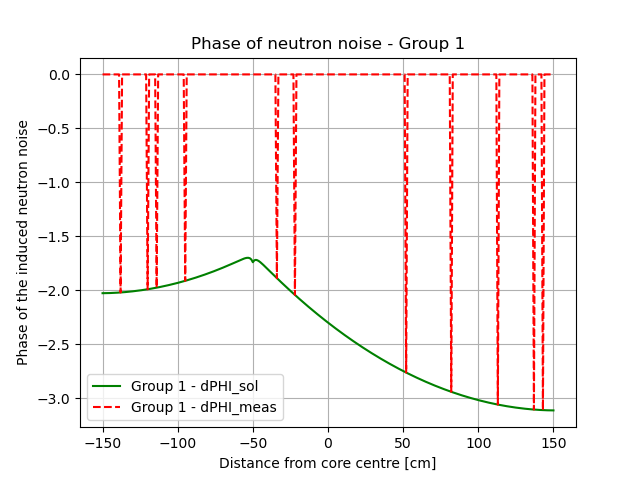 Phase of neutron noise - Group 1
Phase of the induced neutron noise
0.0
−0.5
−1.0
−1.5
−2.0
−2.5
−3.0
Group 1 - dPHI_sol
Group 1 - dPHI_meas
−150
−100
−50
0
50
100
150
Distance from core centre [cm]